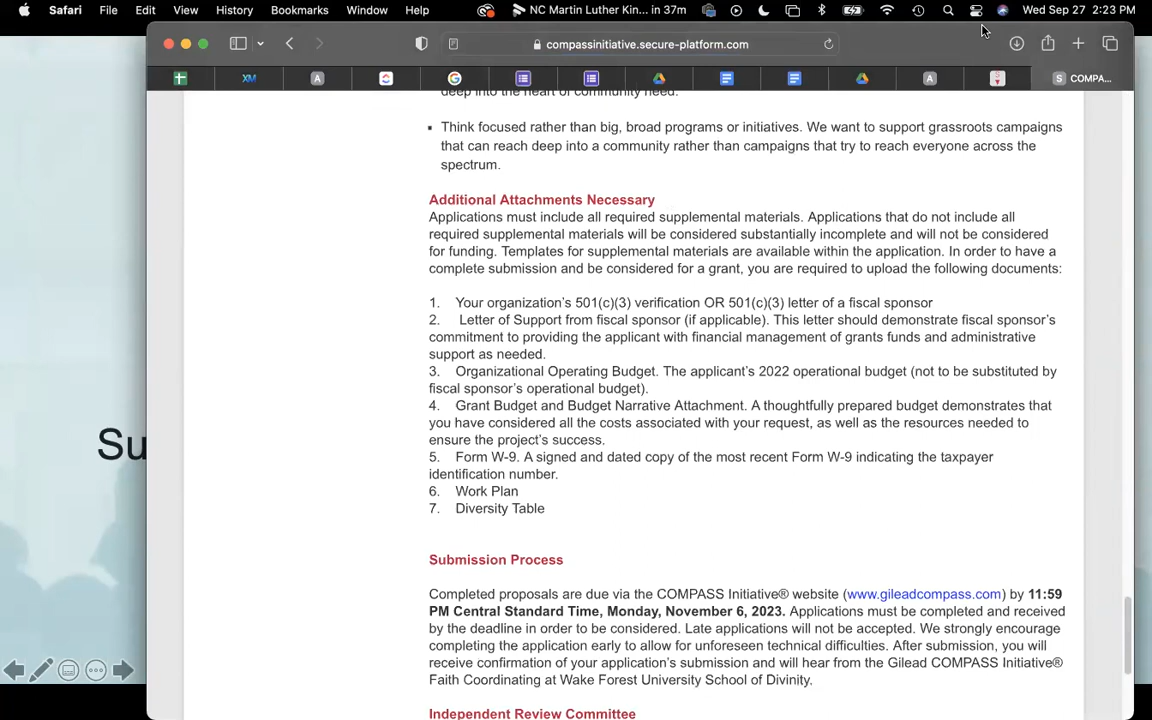 Safari File Edit View History Bookmarks Window Help NC Martin Luther Kin... in 37m Wed Sep 27 2:23 PM
compassinitiative.secure-platform.com
XM A G A S COMPA...
deep into the heart of community need.
▪ Think focused rather than big, broad programs or initiatives. We want to support grassroots campaigns
that can reach deep into a community rather than campaigns that try to reach everyone across the
spectrum.
Additional Attachments Necessary
Applications must include all required supplemental materials. Applications that do not include all
required supplemental materials will be considered substantially incomplete and will not be considered
for funding. Templates for supplemental materials are available within the application. In order to have a
complete submission and be considered for a grant, you are required to upload the following documents:
1. Your organization's 501(c)(3) verification OR 501(c)(3) letter of a fiscal sponsor
2. Letter of Support from fiscal sponsor (if applicable). This letter should demonstrate fiscal sponsor's
commitment to providing the applicant with financial management of grants funds and administrative
support as needed.
3. Organizational Operating Budget. The applicant's 2022 operational budget (not to be substituted by
fiscal sponsor's operational budget).
4. Grant Budget and Budget Narrative Attachment. A thoughtfully prepared budget demonstrates that
you have considered all the costs associated with your request, as well as the resources needed to
ensure the project's success.
Su
5. Form W-9. A signed and dated copy of the most recent Form W-9 indicating the taxpayer
identification number.
6. Work Plan
7. Diversity Table
Submission Process
Completed proposals are due via the COMPASS Initiative® website (www.gileadcompass.com) by 11:59
PM Central Standard Time, Monday, November 6, 2023. Applications must be completed and received
by the deadline in order to be considered. Late applications will not be accepted. We strongly encourage
completing the application early to allow for unforeseen technical difficulties. After submission, you will
receive confirmation of your application's submission and will hear from the Gilead COMPASS Initiative®
Faith Coordinating at Wake Forest University School of Divinity.
Independent Review Committee